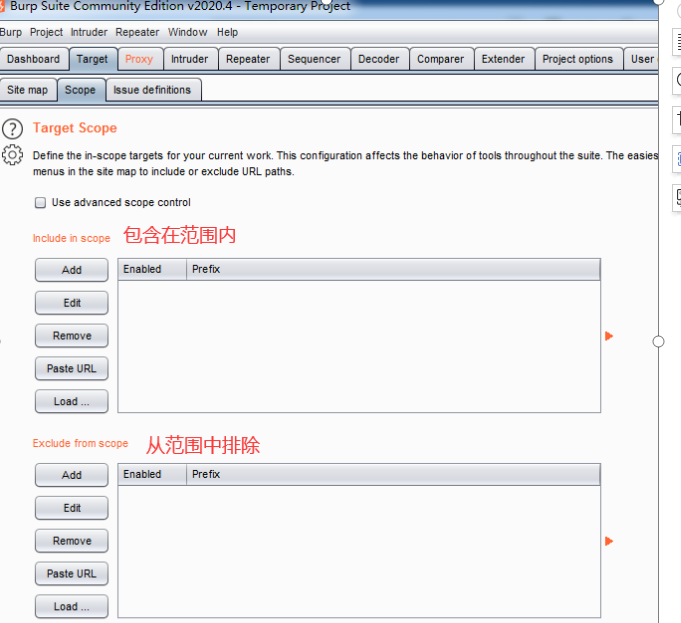 Burp Suite Community Edition v2020.4 - Temporary Project
Burp Project Intruder Repeater Window Help
Dashboard Target Proxy Intruder Repeater Sequencer Decoder Comparer Extender Project options User
Site map Scope Issue definitions
? Target Scope
Define the in-scope targets for your current work. This configuration affects the behavior of tools throughout the suite. The easies
menus in the site map to include or exclude URL paths.
Use advanced scope control
Include in scope 包含在范围内
Add Enabled Prefix
Edit
Remove
Paste URL
Load ...
Exclude from scope 从范围中排除
Add Enabled Prefix
Edit
Remove
Paste URL
Load ...